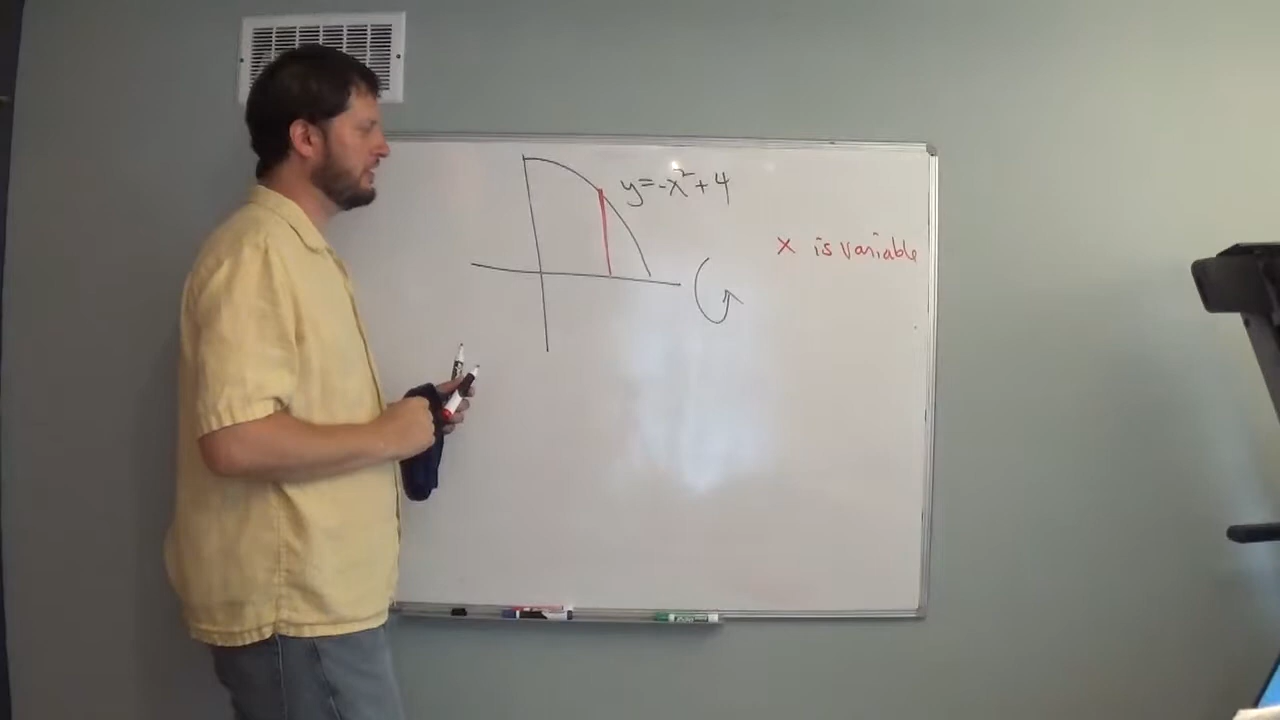 y=-x²+4
x is variable